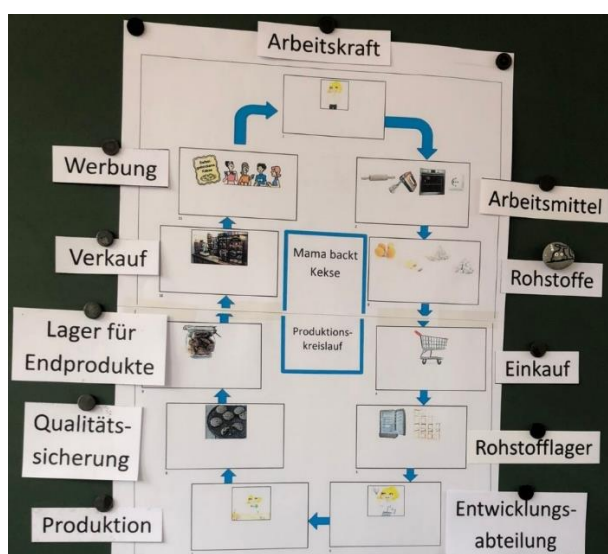 Arbeitskraft
Werbung
Arbeitsmittel
Verkauf
Mama backt
Kekse
Rohstoffe
Lager für
Endprodukte
Produktions-
kreislauf
Einkauf
Qualitäts-
sicherung
Rohstofflager
Produktion
Entwicklungs-
abteilung